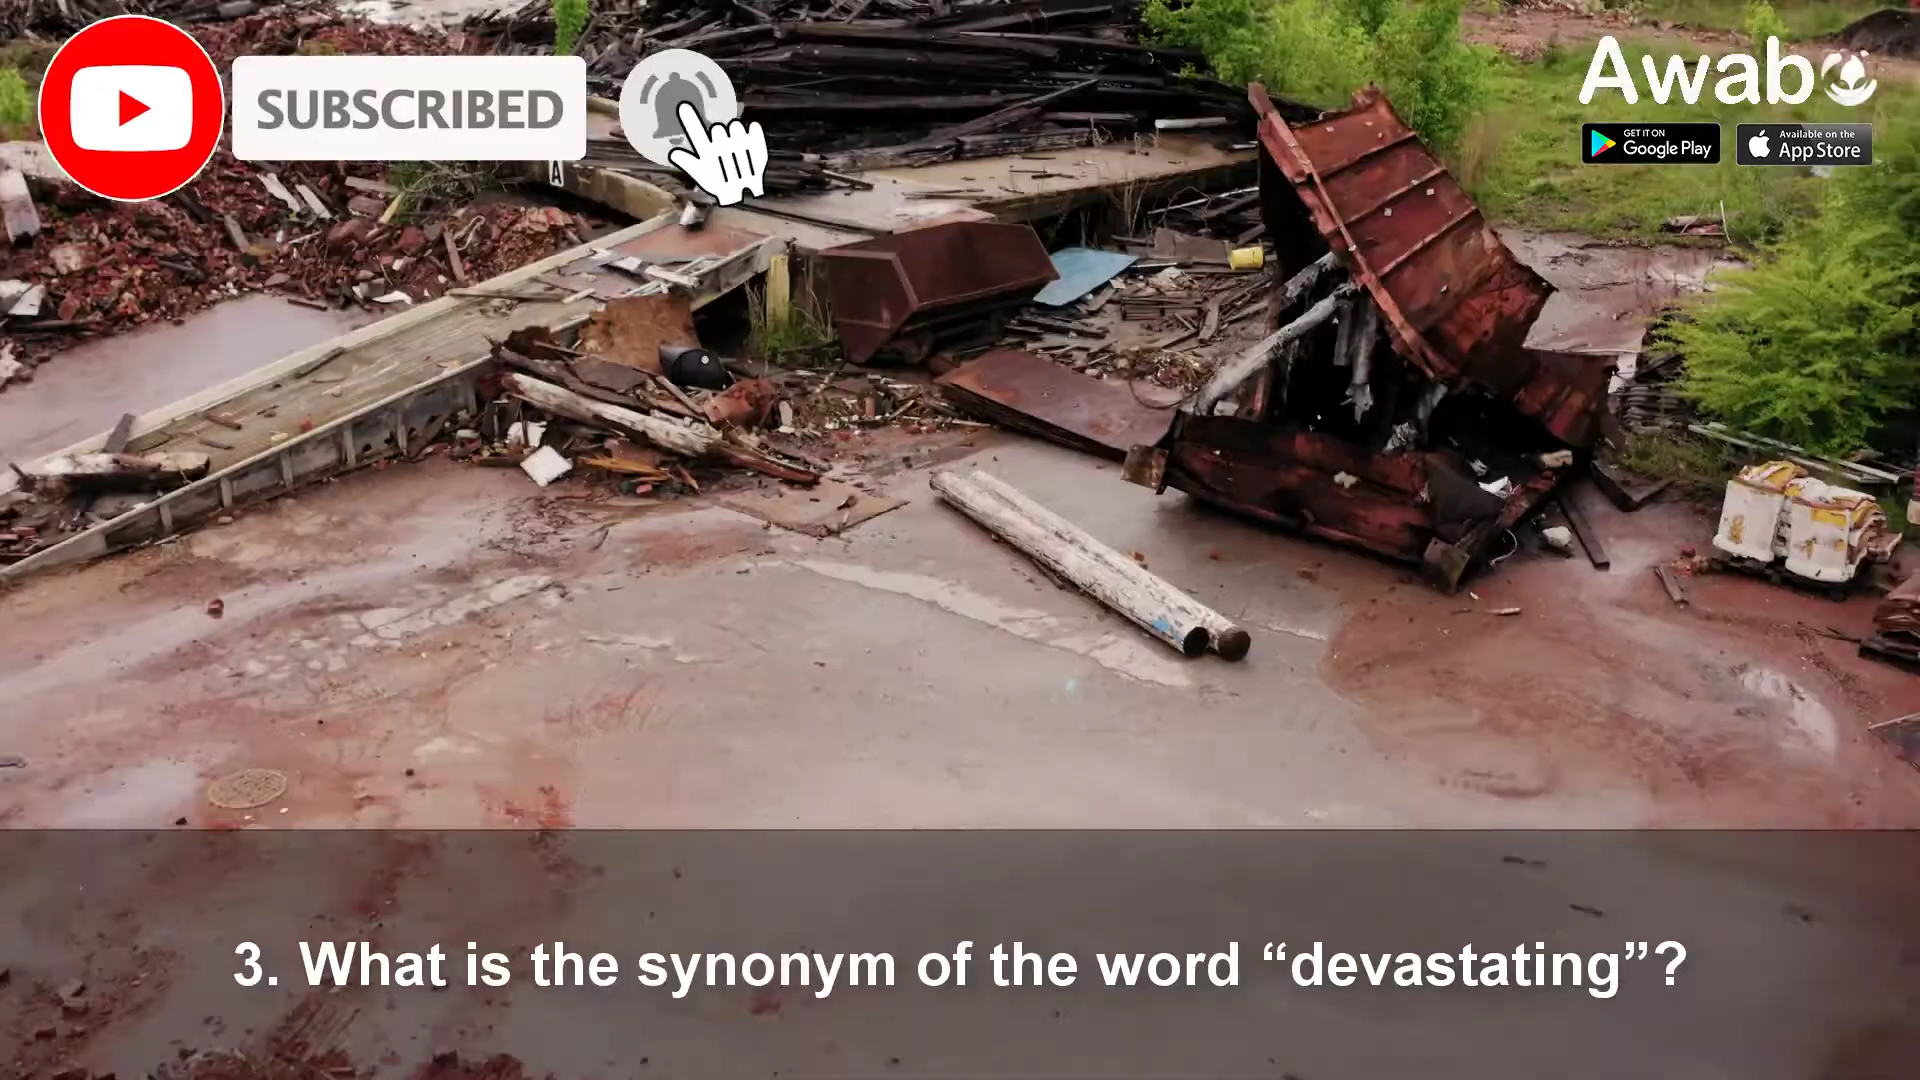 SUBSCRIBED
Awab
GET IT ON
Google Play
Available on the
App Store
A
3. What is the synonym of the word “devastating”?